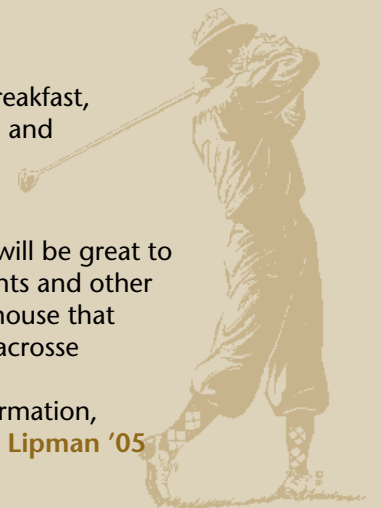 reakfast,
and
will be great to
nts and other
house that
acrosse
rmation,
Lipman ’05